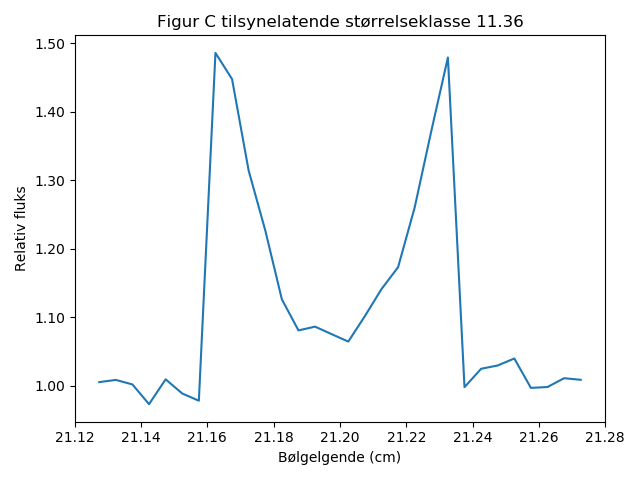 Figur C tilsynelatende størrelseklasse 11.36
1.50
1.40
1.30
1.20
1.10
1.00
Relativ fluks
21.12 21.14 21.16 21.18 21.20 21.22 21.24 21.26 21.28
Bølgelgende (cm)